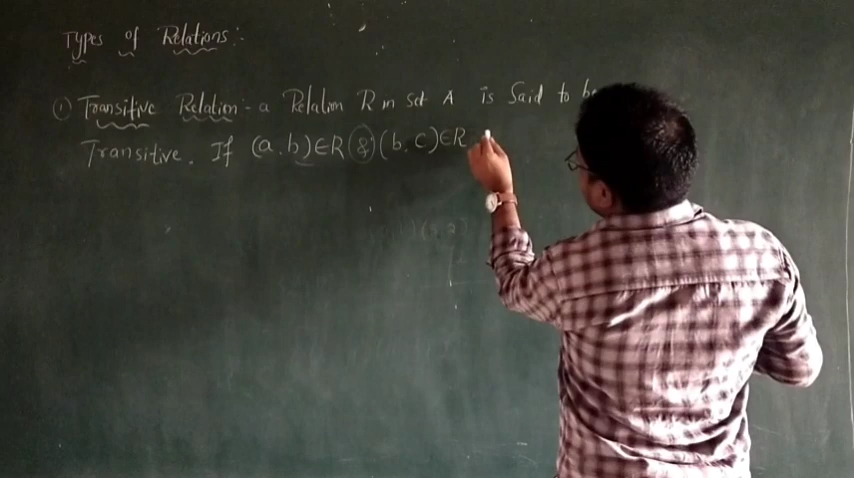 Types of Relations:-
① Transitive Relation:- a Relation R in set A is Said to be
Transitive. If (a,b)∈R & (b,c)∈R